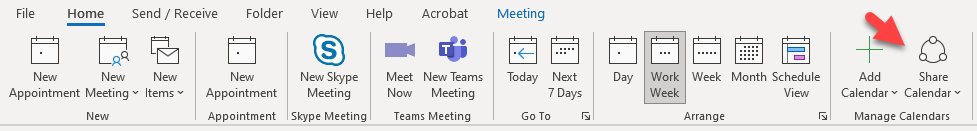 File Home Send / Receive Folder View Help Acrobat Meeting
New Appointment
New Meeting
New Items
New Appointment
New Skype Meeting
Meet Now
New Teams Meeting
Today
Next 7 Days
Day
Work Week
Week
Month
Schedule View
Add Calendar
Share Calendar
New Appointment Skype Meeting Teams Meeting Go To Arrange Manage Calendars